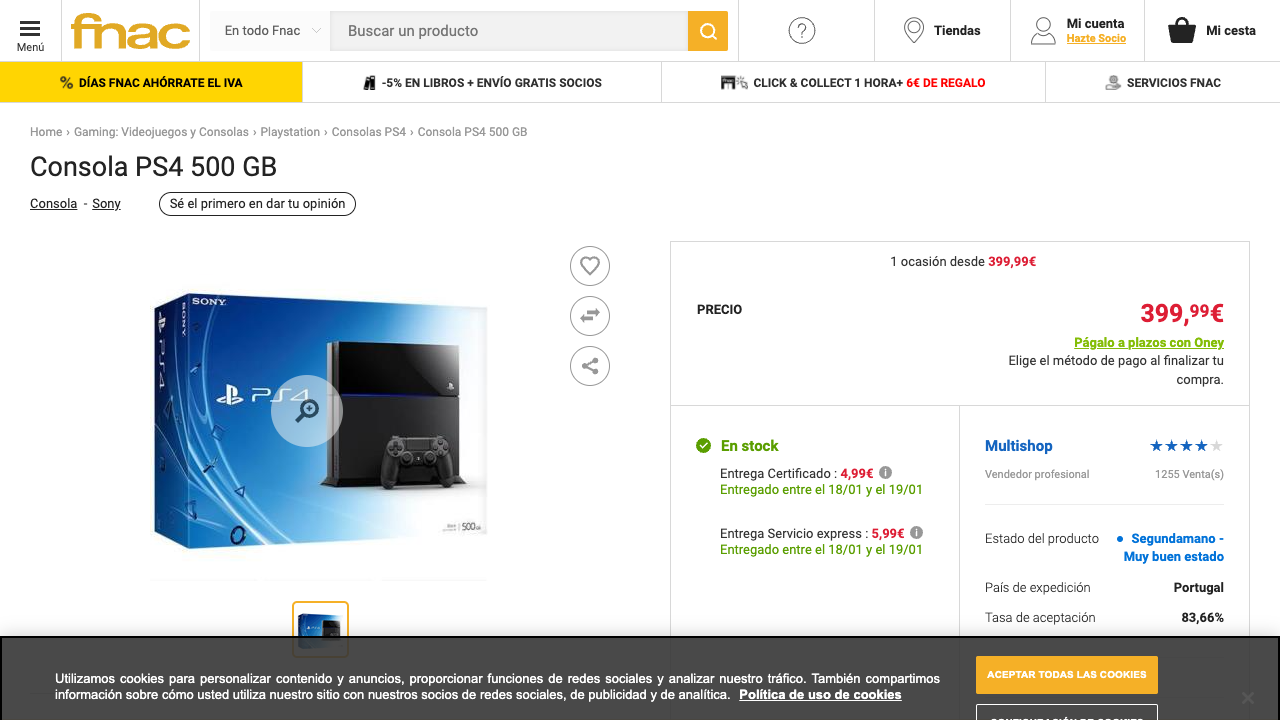 Menú
fnac
En todo Fnac
Buscar un producto
Tiendas
Mi cuenta
Hazte Socio
Mi cesta
DÍAS FNAC AHÓRRATE EL IVA
-5% EN LIBROS + ENVÍO GRATIS SOCIOS
CLICK & COLLECT 1 HORA+ 6€ DE REGALO
SERVICIOS FNAC
Home › Gaming: Videojuegos y Consolas › Playstation › Consolas PS4 › Consola PS4 500 GB
Consola PS4 500 GB
Consola - Sony
Sé el primero en dar tu opinión
SONY
SONY
PS4
PS4
500GB
1 ocasión desde 399,99€
PRECIO
399,99€
Págalo a plazos con Oney
Elige el método de pago al finalizar tu
compra.
En stock
Entrega Certificado : 4,99€
Entregado entre el 18/01 y el 19/01
Entrega Servicio express : 5,99€
Entregado entre el 18/01 y el 19/01
Multishop
Vendedor profesional
1255 Venta(s)
Estado del producto
Segundamano -
Muy buen estado
País de expedición
Portugal
Tasa de aceptación
83,66%
Utilizamos cookies para personalizar contenido y anuncios, proporcionar funciones de redes sociales y analizar nuestro tráfico. También compartimos
información sobre cómo usted utiliza nuestro sitio con nuestros socios de redes sociales, de publicidad y de analítica. Política de uso de cookies
ACEPTAR TODAS LAS COOKIES
CONFIGURACIÓN DE COOKIES